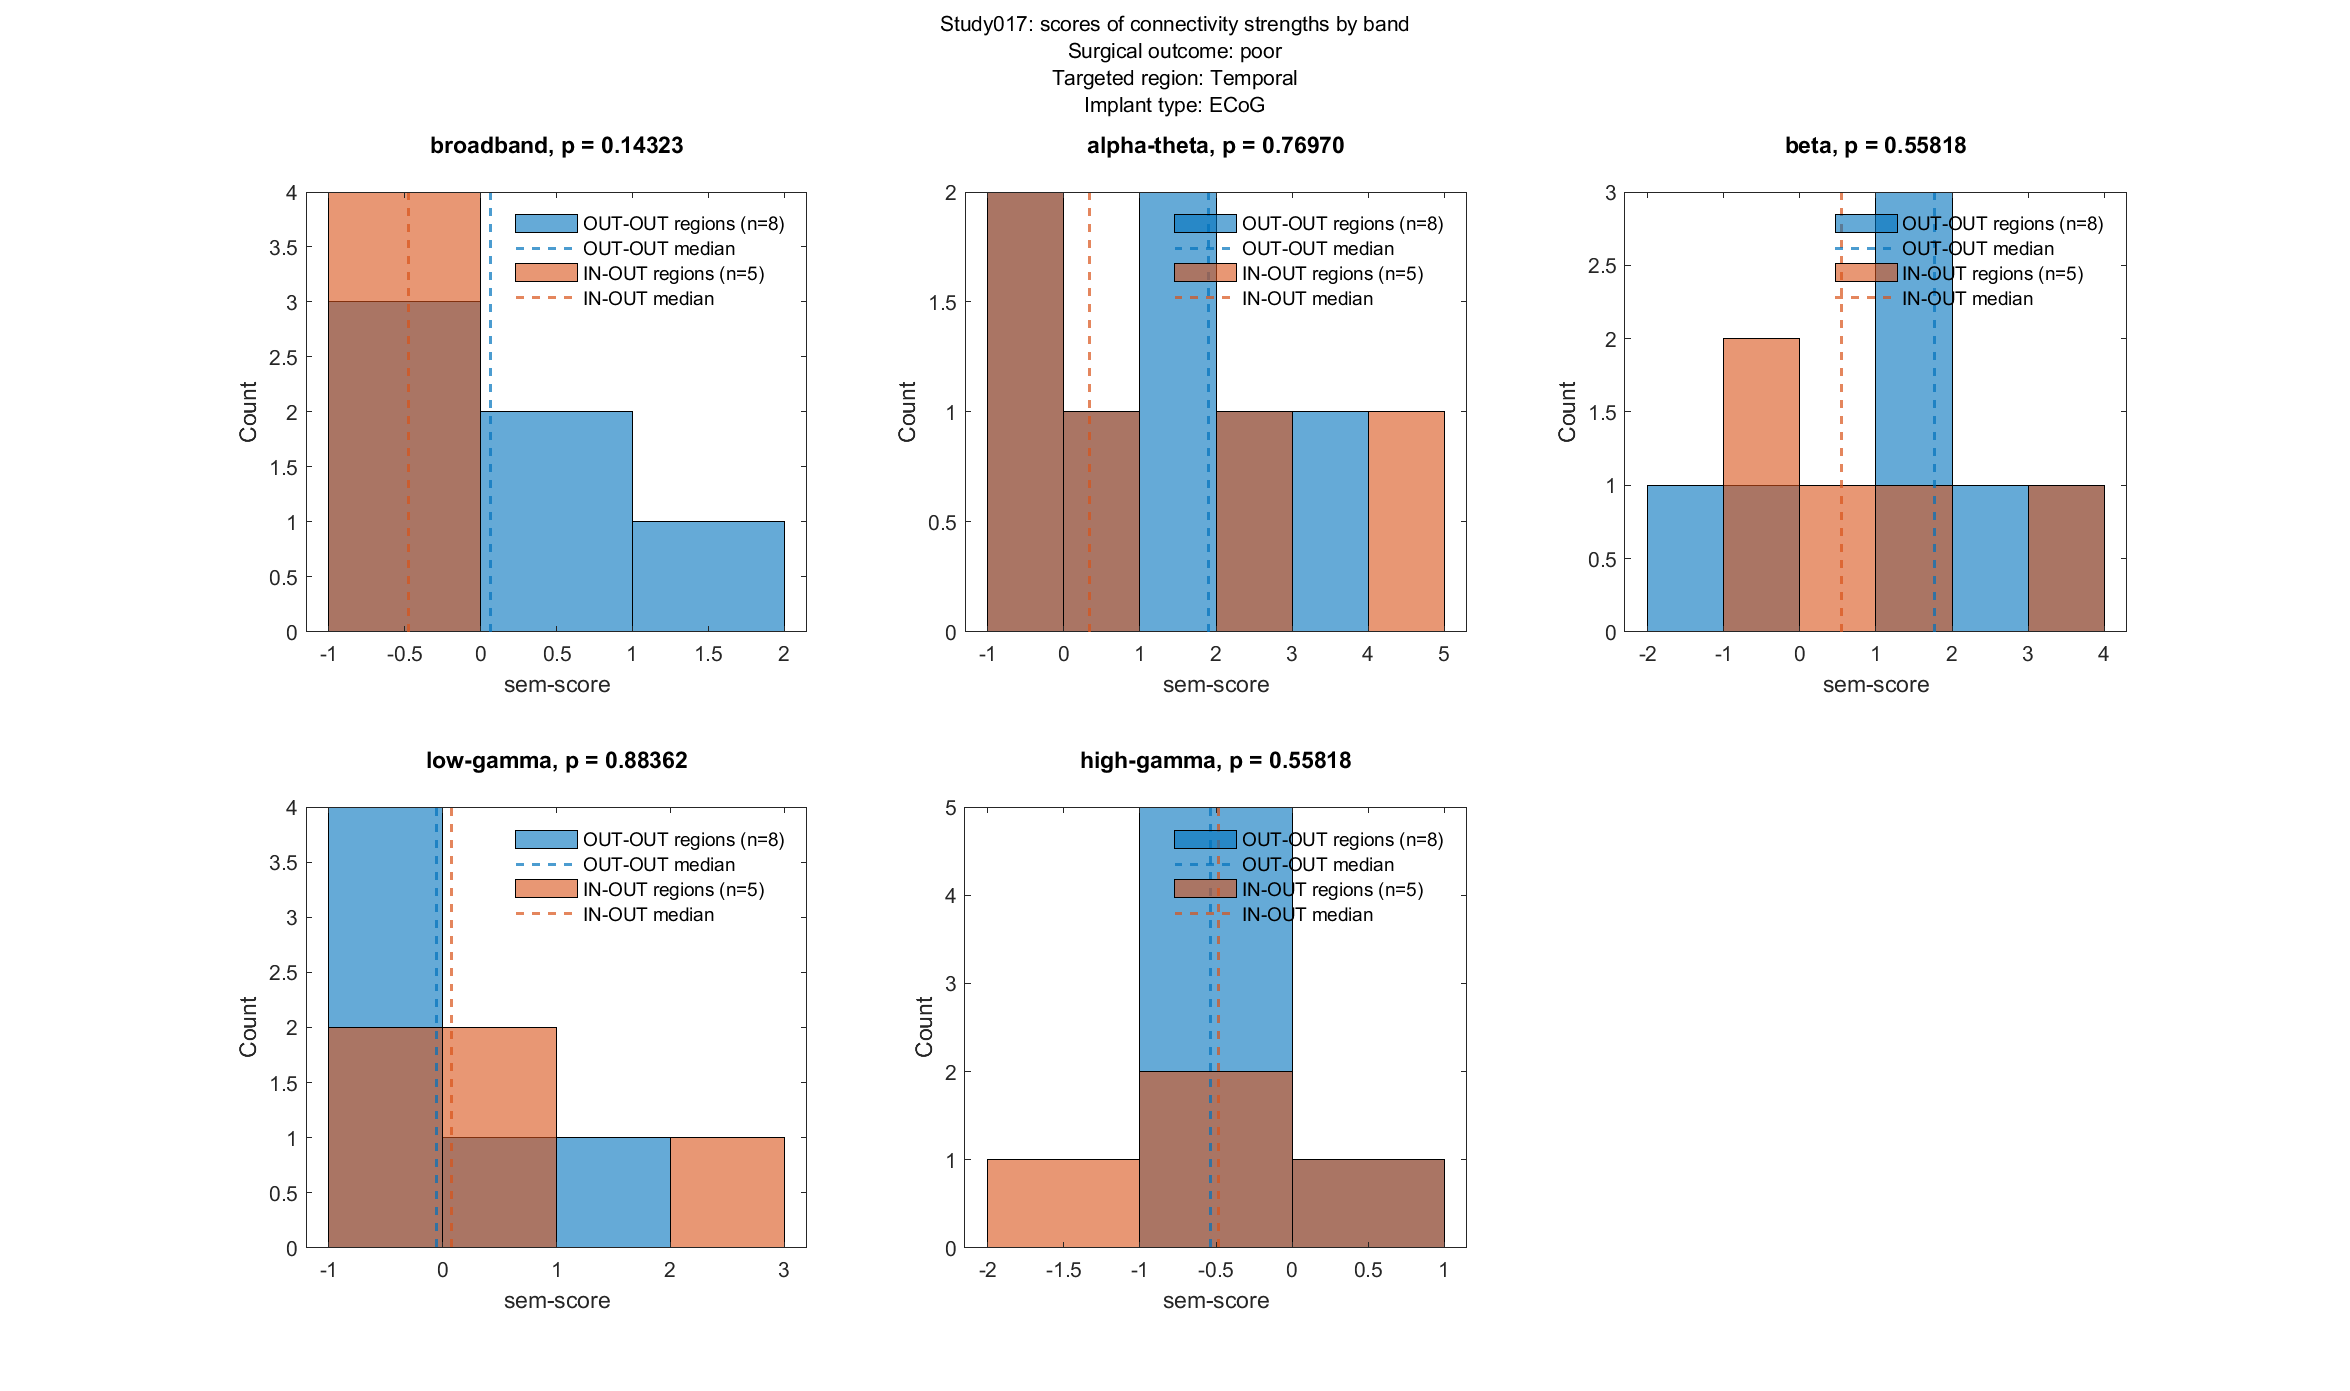 Study017: scores of connectivity strengths by band
Surgical outcome: poor
Targeted region: Temporal
Implant type: ECoG
broadband, p = 0.14323
4
3.5
3
2.5
2
1.5
1
0.5
0
Count
-1
-0.5
0
0.5
1
1.5
2
sem-score
OUT-OUT regions (n=8)
OUT-OUT median
IN-OUT regions (n=5)
IN-OUT median
alpha-theta, p = 0.76970
2
1.5
1
0.5
0
Count
-1
0
1
2
3
4
5
sem-score
OUT-OUT regions (n=8)
OUT-OUT median
IN-OUT regions (n=5)
IN-OUT median
beta, p = 0.55818
3
2.5
2
1.5
1
0.5
0
Count
-2
-1
0
1
2
3
4
sem-score
OUT-OUT regions (n=8)
OUT-OUT median
IN-OUT regions (n=5)
IN-OUT median
low-gamma, p = 0.88362
4
3.5
3
2.5
2
1.5
1
0.5
0
Count
-1
0
1
2
3
sem-score
OUT-OUT regions (n=8)
OUT-OUT median
IN-OUT regions (n=5)
IN-OUT median
high-gamma, p = 0.55818
5
4
3
2
1
0
Count
-2
-1.5
-1
-0.5
0
0.5
1
sem-score
OUT-OUT regions (n=8)
OUT-OUT median
IN-OUT regions (n=5)
IN-OUT median